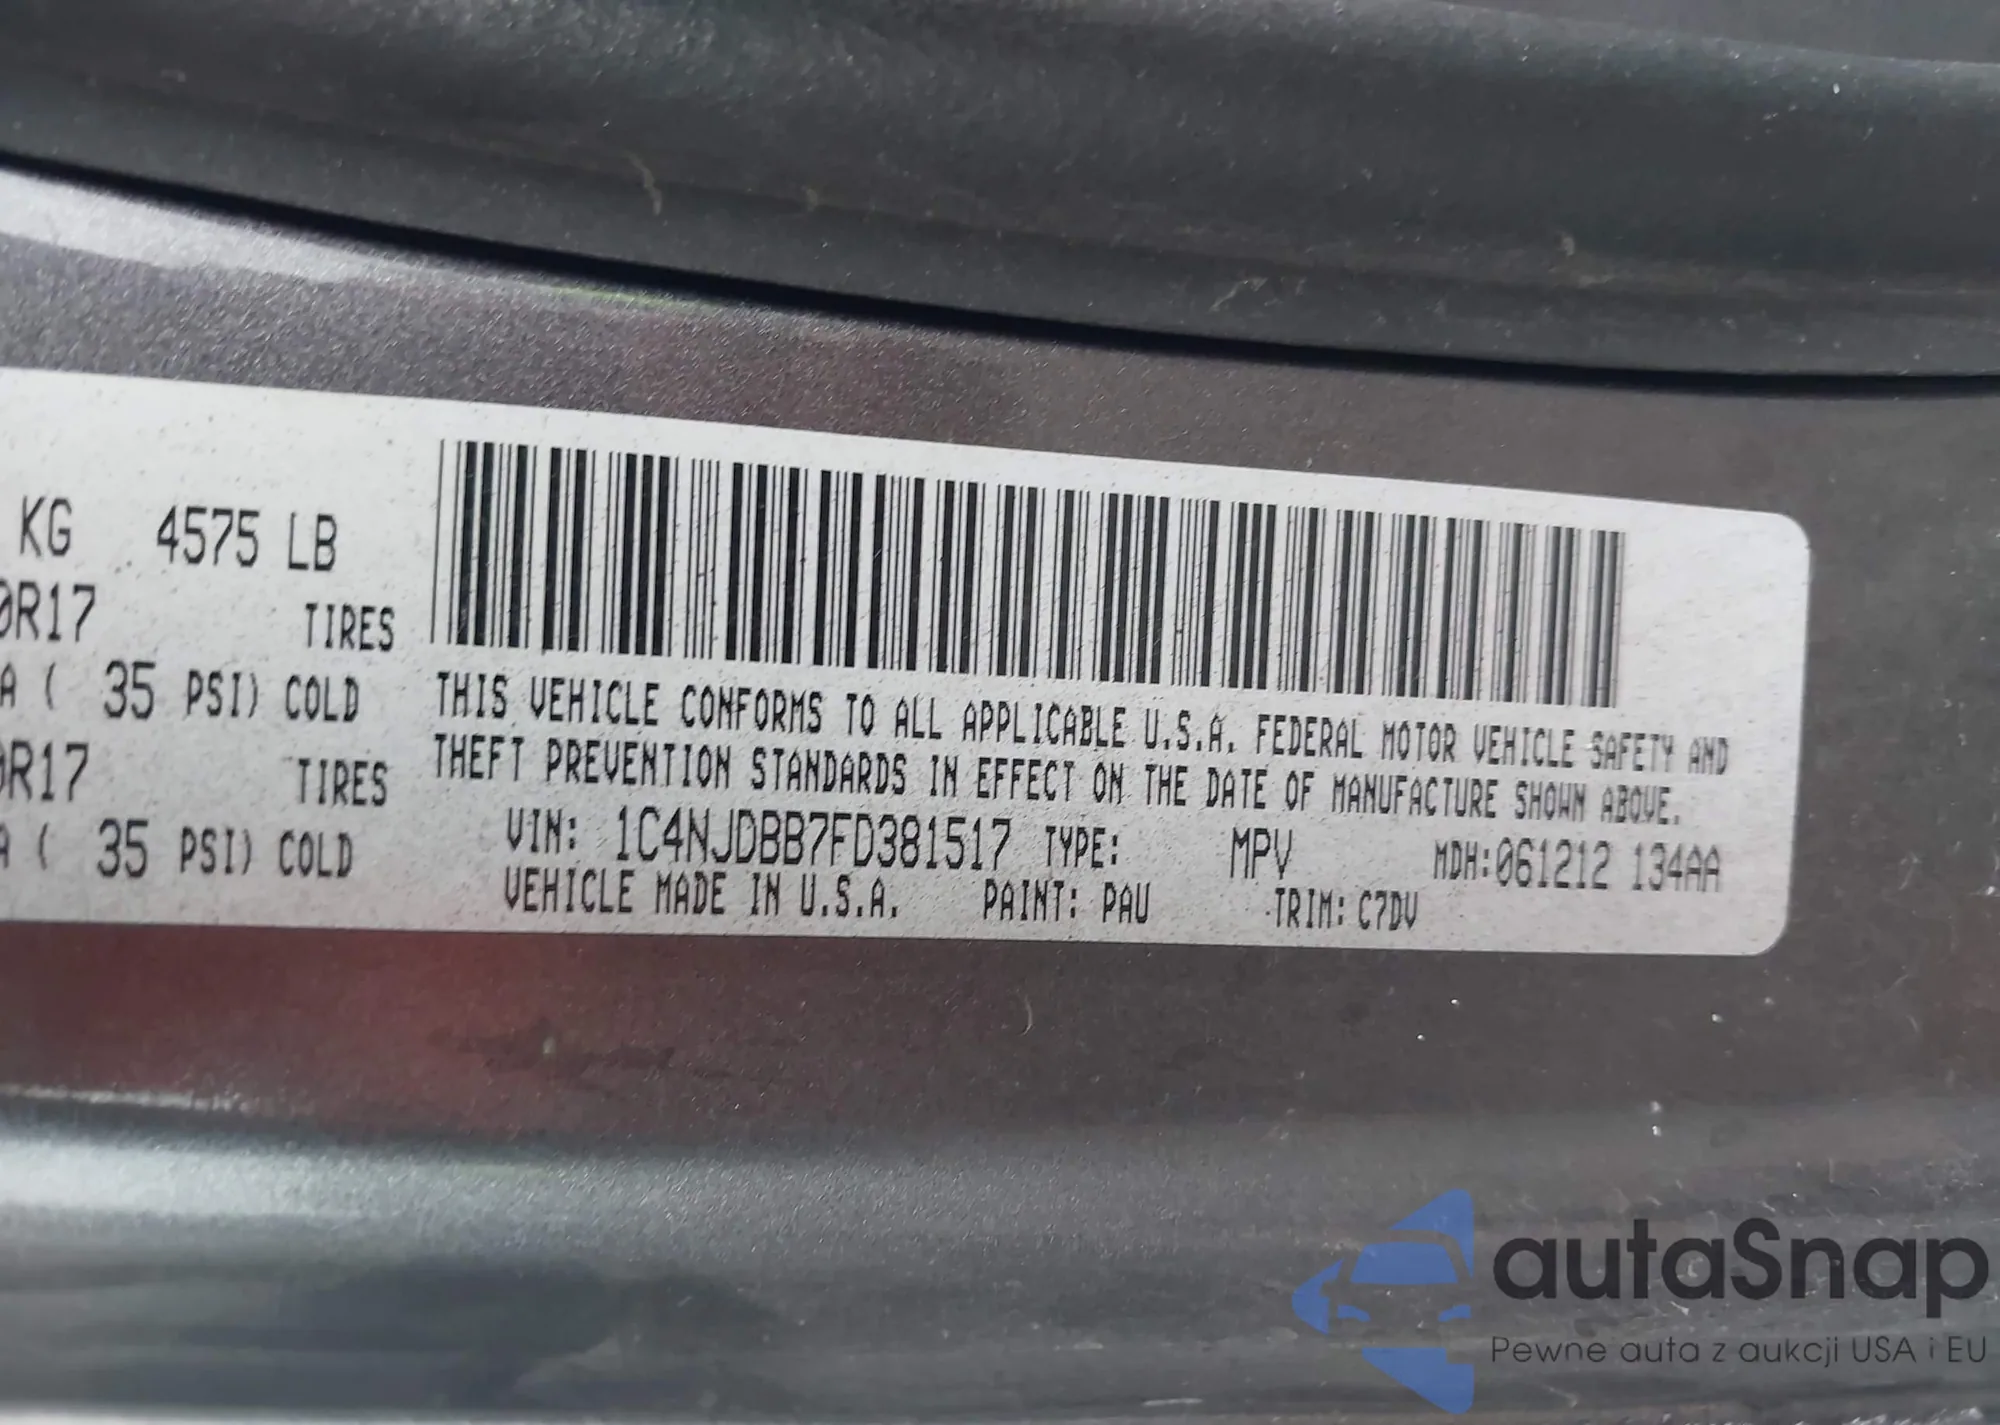 KG 4575 LB
0R17 TIRES
A ( 35 PSI) COLD
0R17 TIRES
A ( 35 PSI) COLD
THIS VEHICLE CONFORMS TO ALL APPLICABLE U.S.A. FEDERAL MOTOR VEHICLE SAFETY AND
THEFT PREVENTION STANDARDS IN EFFECT ON THE DATE OF MANUFACTURE SHOWN ABOVE.
VIN: 1C4NJDBB7FD381517 TYPE: MPV MDH:061212 134AA
VEHICLE MADE IN U.S.A. PAINT: PAU TRIM: C7DV
autaSnap
Pewne auta z aukcji USA i EU